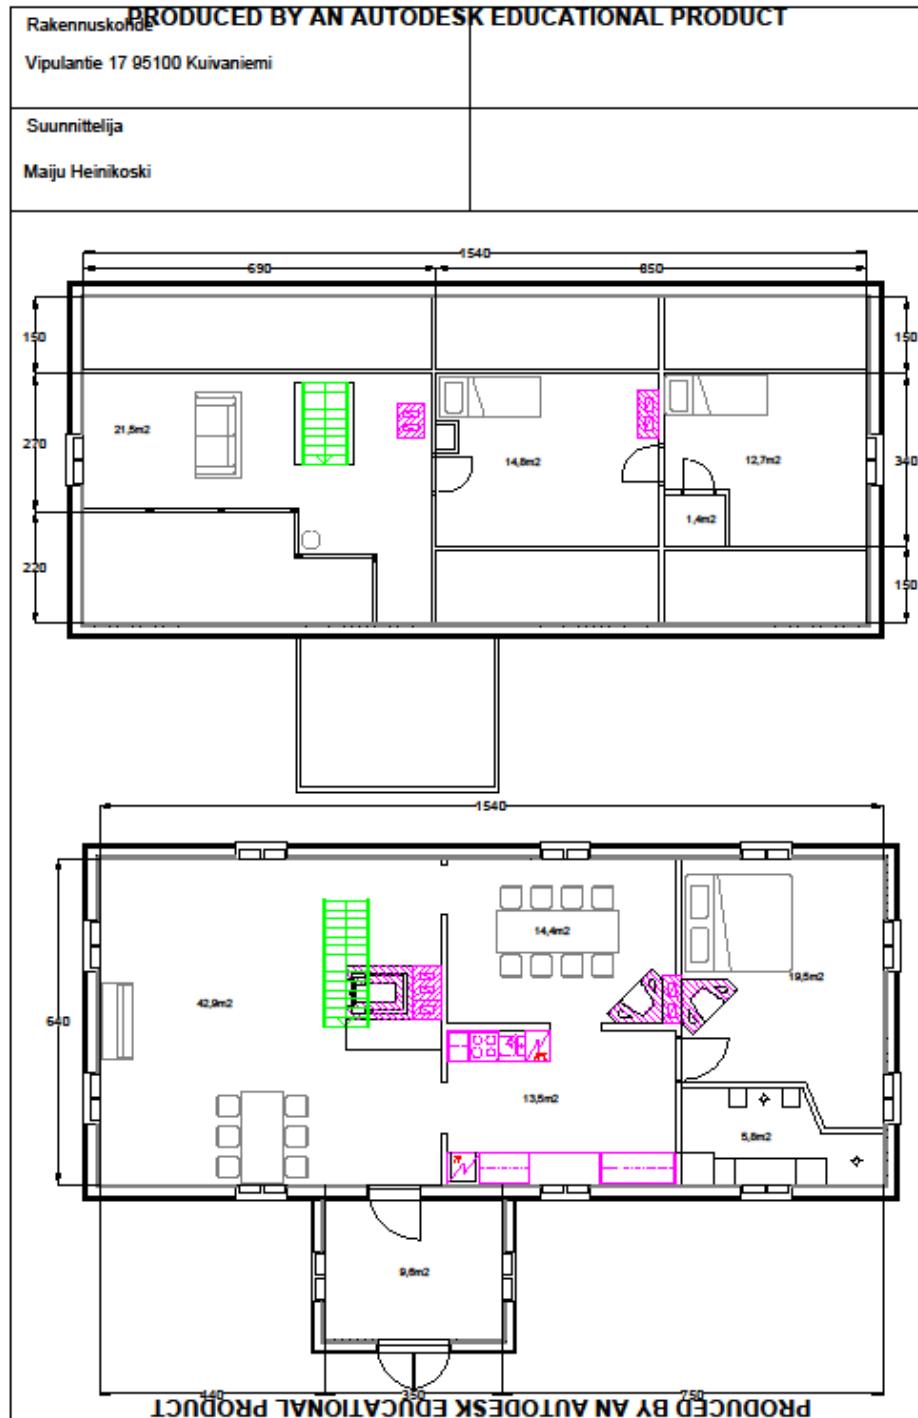 PRODUCED BY AN AUTODESK EDUCATIONAL PRODUCT
Rakennuskohde
Vipulantie 17 95100 Kuivaniemi
Suunnittelija
Maiju Heinikoski
1540
690
850
150
150
270
21,5m2
14,8m2
12,7m2
340
1,4m2
220
150
1540
14,4m2
42,9m2
19,5m2
640
13,5m2
5,8m2
9,6m2
440
350
750
PRODUCED BY AN AUTODESK EDUCATIONAL PRODUCT